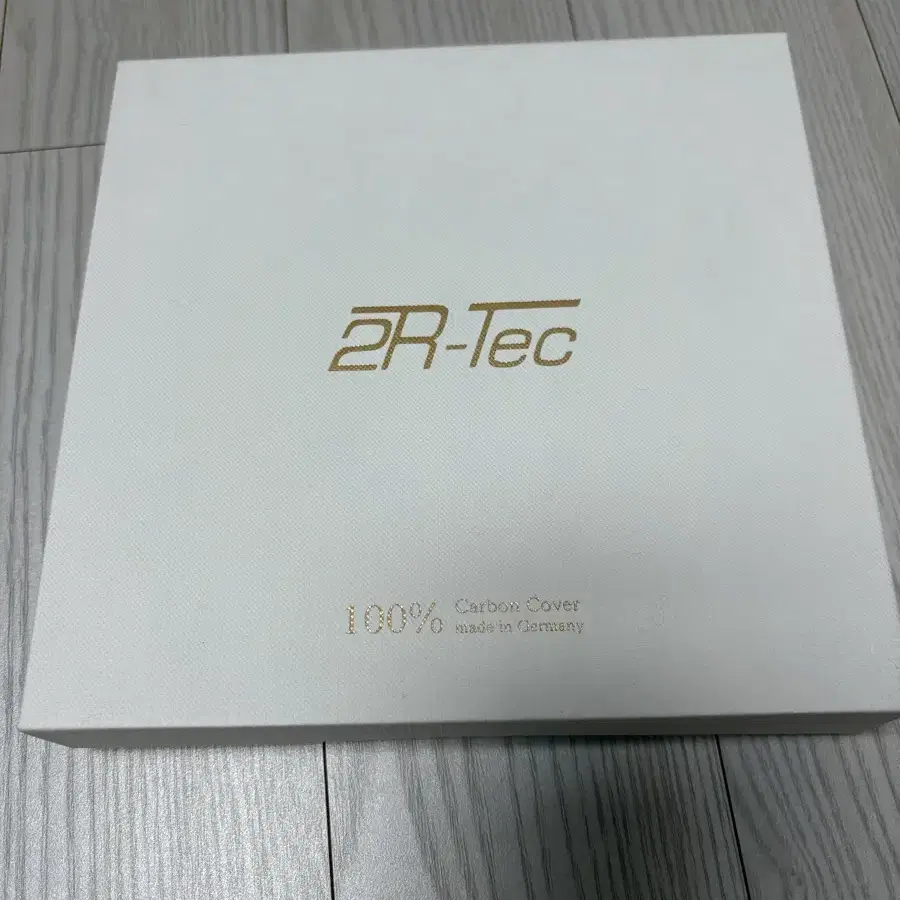 2R-Tec
100% Carbon Cover
made in Germany